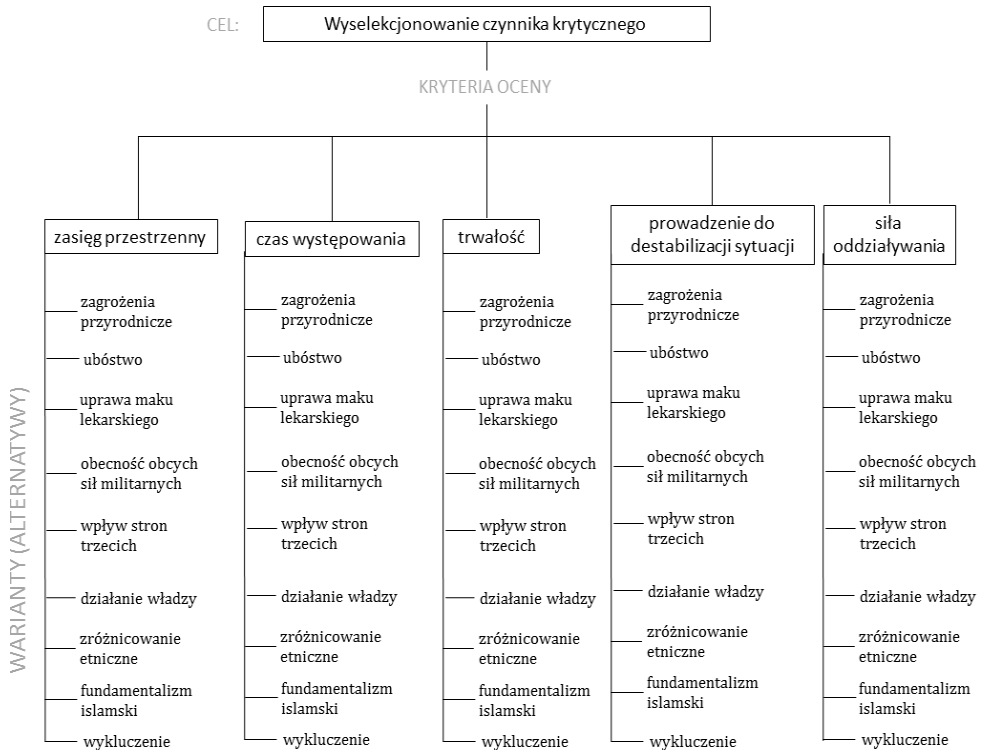 CEL:
Wyselekcjonowanie czynnika krytycznego
KRYTERIA OCENY
WARIANTY (ALTERNATYWY)
zasięg przestrzenny
zagrożenia
przyrodnicze
ubóstwo
uprawa maku
lekarskiego
obecność obcych
sił militarnych
wpływ stron
trzecich
działanie władzy
zróżnicowanie
etniczne
fundamentalizm
islamski
wykluczenie
czas występowania
zagrożenia
przyrodnicze
ubóstwo
uprawa maku
lekarskiego
obecność obcych
sił militarnych
wpływ stron
trzecich
działanie władzy
zróżnicowanie
etniczne
fundamentalizm
islamski
wykluczenie
trwałość
zagrożenia
przyrodnicze
ubóstwo
uprawa maku
lekarskiego
obecność obcych
sił militarnych
wpływ stron
trzecich
działanie władzy
zróżnicowanie
etniczne
fundamentalizm
islamski
wykluczenie
prowadzenie do
destabilizacji sytuacji
zagrożenia
przyrodnicze
ubóstwo
uprawa maku
lekarskiego
obecność obcych
sił militarnych
wpływ stron
trzecich
działanie władzy
zróżnicowanie
etniczne
fundamentalizm
islamski
wykluczenie
siła
oddziaływania
zagrożenia
przyrodnicze
ubóstwo
uprawa maku
lekarskiego
obecność obcych
sił militarnych
wpływ stron
trzecich
działanie władzy
zróżnicowanie
etniczne
fundamentalizm
islamski
wykluczenie